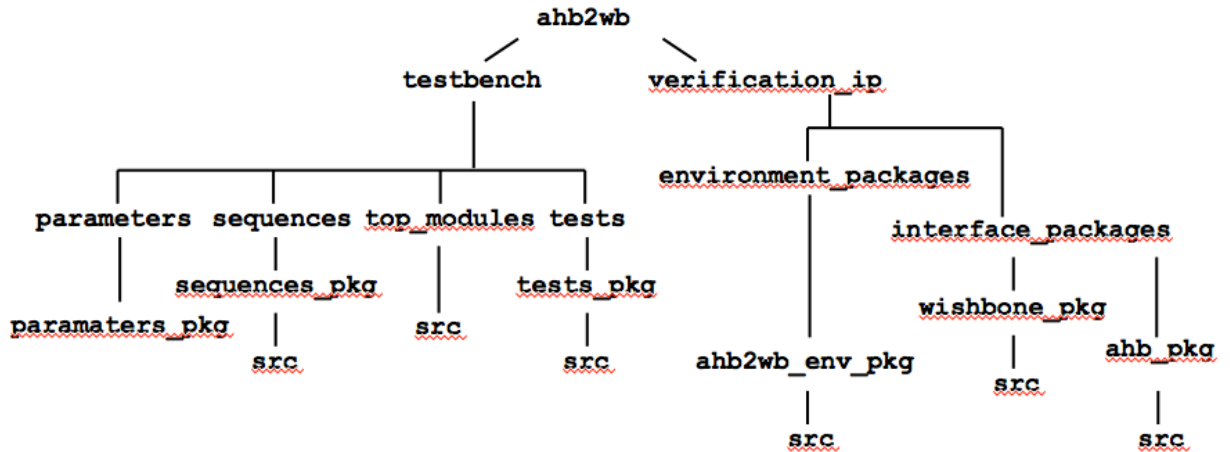 ahb2wb
testbench verification_ip
environment_packages
parameters sequences top_modules tests
interface_packages
sequences_pkg tests_pkg
wishbone_pkg
paramaters_pkg src
ahb_pkg
src src ahb2wb_env_pkg
src
src src